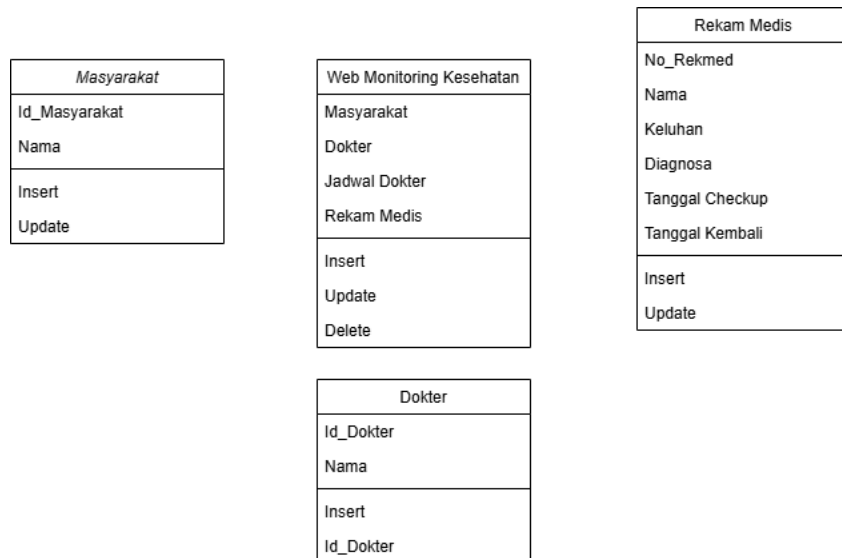 Masyarakat
Id_Masyarakat
Nama
Insert
Update
Web Monitoring Kesehatan
Masyarakat
Dokter
Jadwal Dokter
Rekam Medis
Insert
Update
Delete
Rekam Medis
No_Rekmed
Nama
Keluhan
Diagnosa
Tanggal Checkup
Tanggal Kembali
Insert
Update
Dokter
Id_Dokter
Nama
Insert
Id_Dokter